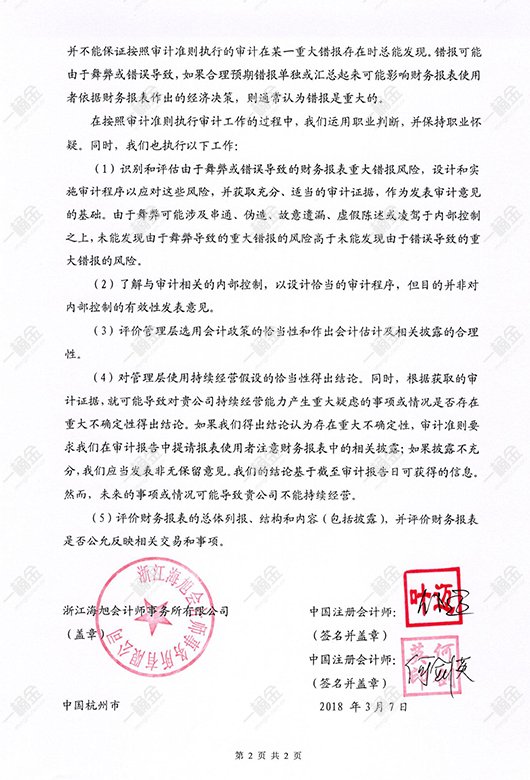 并不能保证按照审计准则执行的审计在某一重大错报存在时总能发现。错报可能
由于舞弊或错误导致，如果合理预期错报单独或汇总起来可能影响财务报表使用
者依据财务报表作出的经济决策，则通常认为错报是重大的。
在按照审计准则执行审计工作的过程中，我们运用职业判断，并保持职业怀
疑。同时，我们也执行以下工作：
（1）识别和评估由于舞弊或错误导致的财务报表重大错报风险，设计和实
施审计程序以应对这些风险，并获取充分、适当的审计证据，作为发表审计意见
的基础。由于舞弊可能涉及串通、伪造、故意遗漏、虚假陈述或凌驾于内部控制
之上，未能发现由于舞弊导致的重大错报的风险高于未能发现由于错误导致的重
大错报的风险。
（2）了解与审计相关的内部控制，以设计恰当的审计程序，但目的并非对
内部控制的有效性发表意见。
（3）评价管理层选用会计政策的恰当性和作出会计估计及相关披露的合理
性。
（4）对管理层使用持续经营假设的恰当性得出结论。同时，根据获取的审
计证据，就可能导致对贵公司持续经营能力产生重大疑虑的事项或情况是否存在
重大不确定性得出结论。如果我们得出结论认为存在重大不确定性，审计准则要
求我们在审计报告中提请报表使用者注意财务报表中的相关披露；如果披露不充
分，我们应当发表非无保留意见。我们的结论基于截至审计报告日可获得的信息。
然而，未来的事项或情况可能导致贵公司不能持续经营。
（5）评价财务报表的总体列报、结构和内容（包括披露），并评价财务报表
是否公允反映相关交易和事项。
浙江海旭会计师事务所有限公司
浙江海旭会计师事务所有限公司
（盖章）
中国注册会计师：
（签名并盖章）
中国注册会计师：
（签名并盖章）
中国杭州市
2018 年 3 月 7 日
第 2 页 共 2 页
一桶金